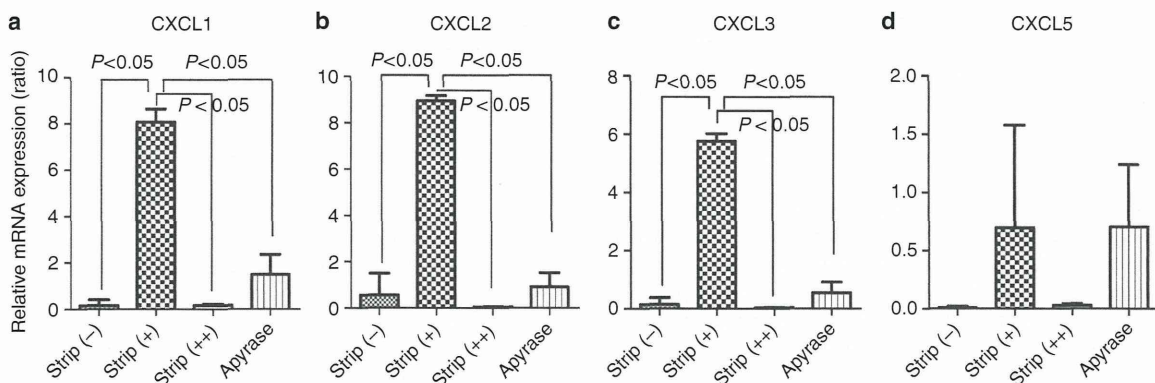 a CXCL1
Relative mRNA expression (ratio)
10
8
6
4
2
0
P<0.05 P<0.05
P<0.05
Strip (–) Strip (+) Strip (++) Apyrase
b CXCL2
10
8
6
4
2
0
P<0.05 P<0.05
P<0.05
Strip (–) Strip (+) Strip (++) Apyrase
c CXCL3
8
6
4
2
0
P<0.05 P<0.05
P<0.05
Strip (–) Strip (+) Strip (++) Apyrase
d CXCL5
2.0
1.5
1.0
0.5
0.0
Strip (–) Strip (+) Strip (++) Apyrase